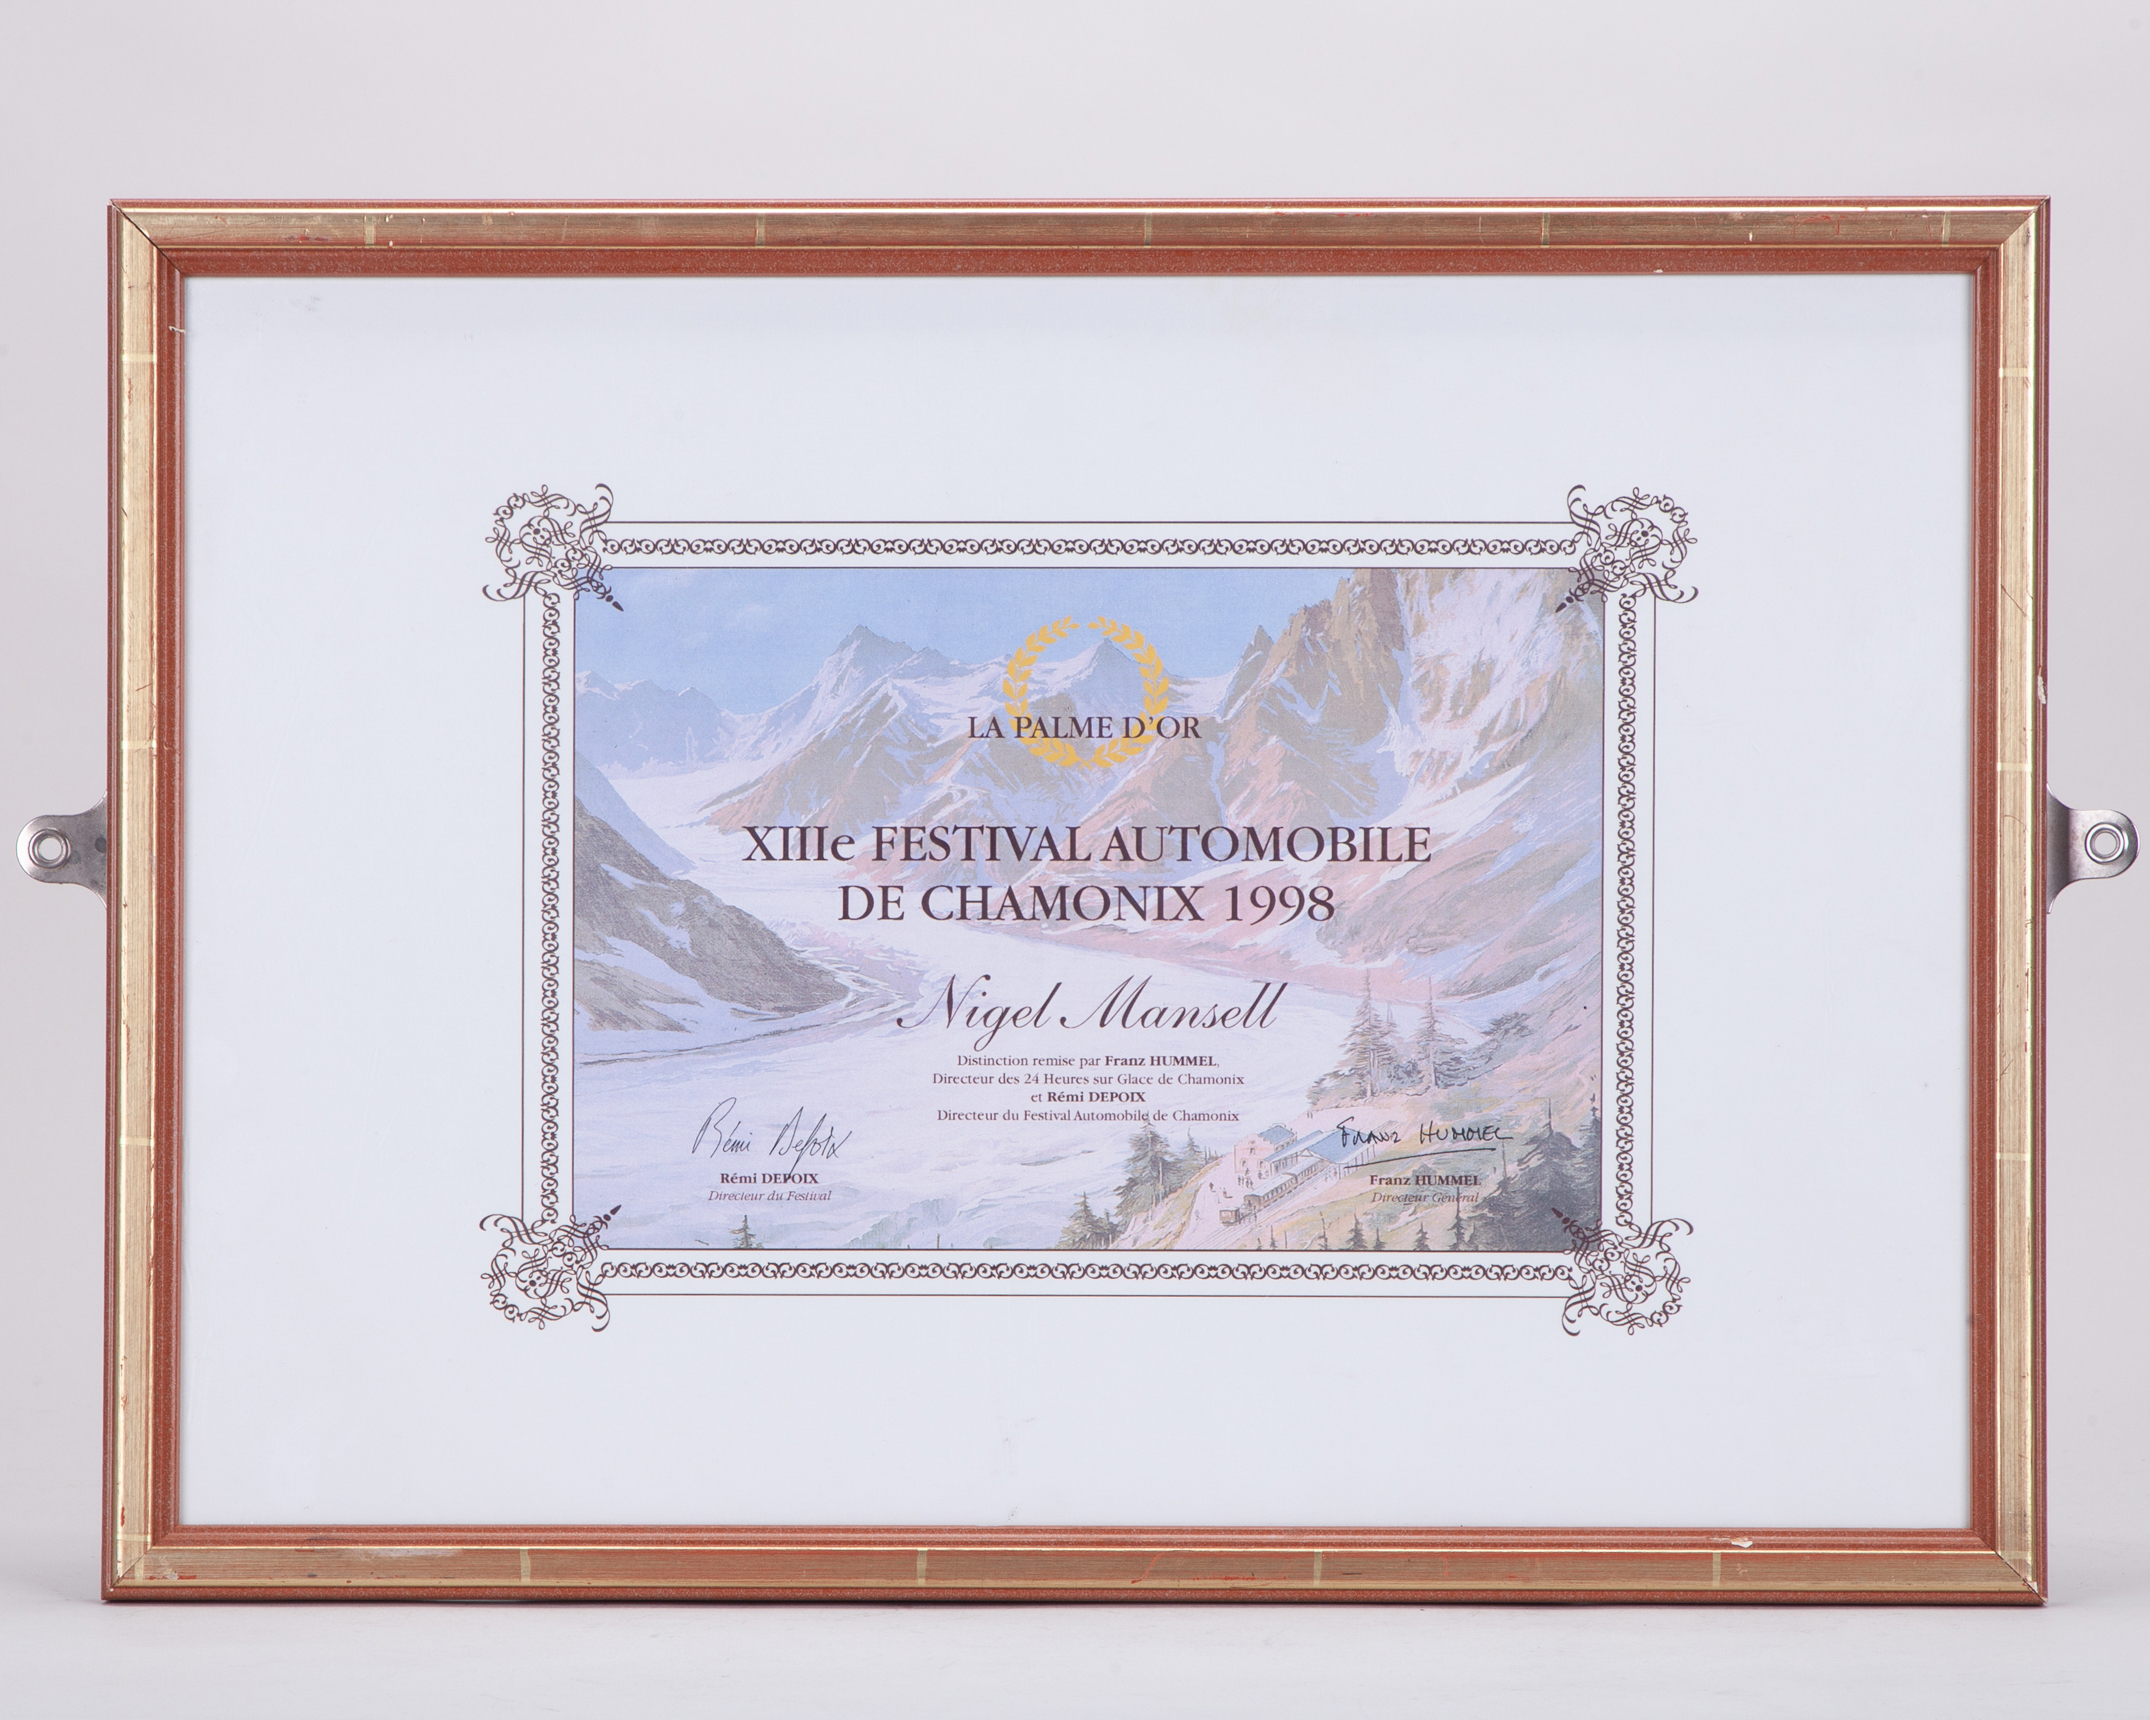 LA PALME D'OR
XIIIe FESTIVAL AUTOMOBILE
DE CHAMONIX 1998
Nigel Mansell
Distinction remise par Franz HUMMEL,
Directeur des 24 Heures sur Glace de Chamonix
et Rémi DEPOIX
Directeur du Festival Automobile de Chamonix
Rémi Depoix
Franz HUMMEL
Rémi DEPOIX
Directeur du Festival
Franz HUMMEL
Directeur Général